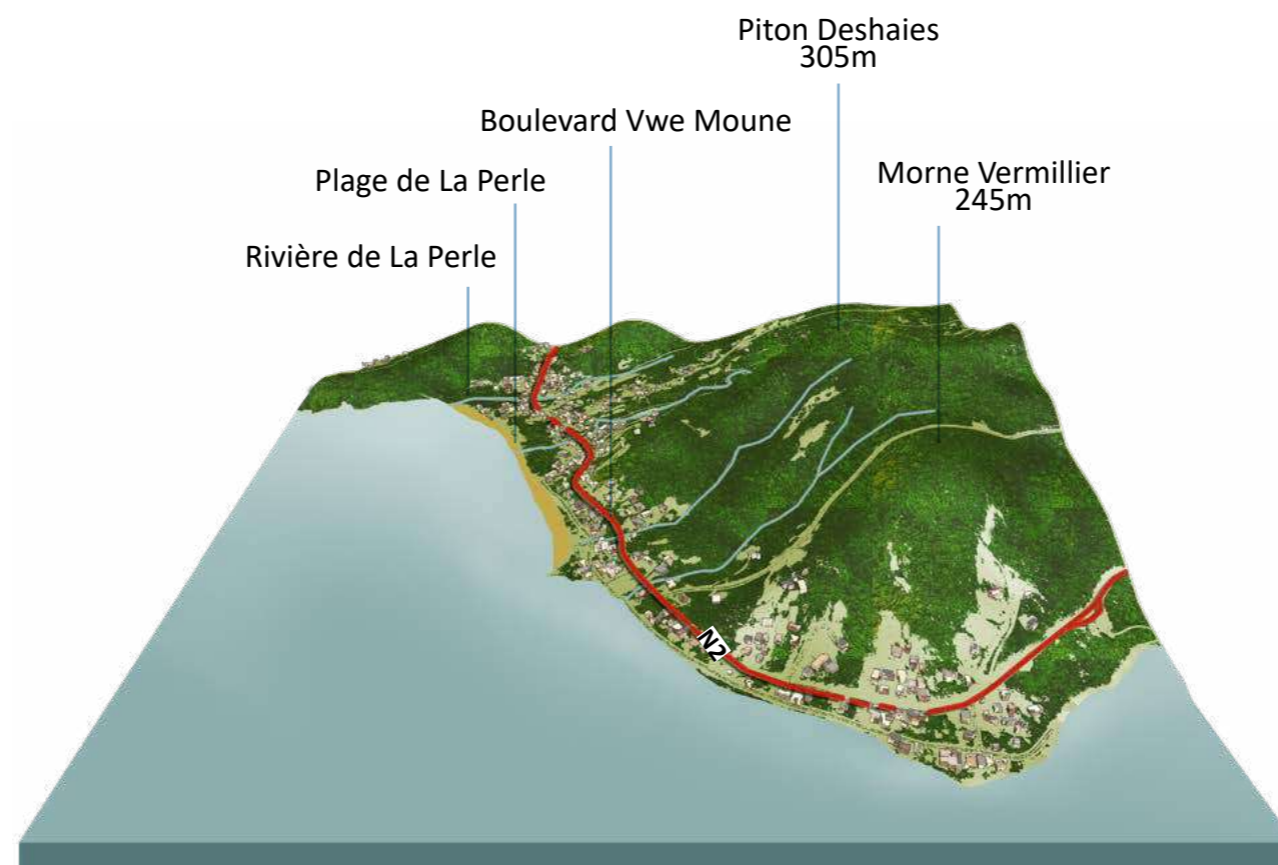 Piton Deshaies
305m
Boulevard Vwe Moune
Morne Vermillier
245m
Plage de La Perle
Rivière de La Perle
N2